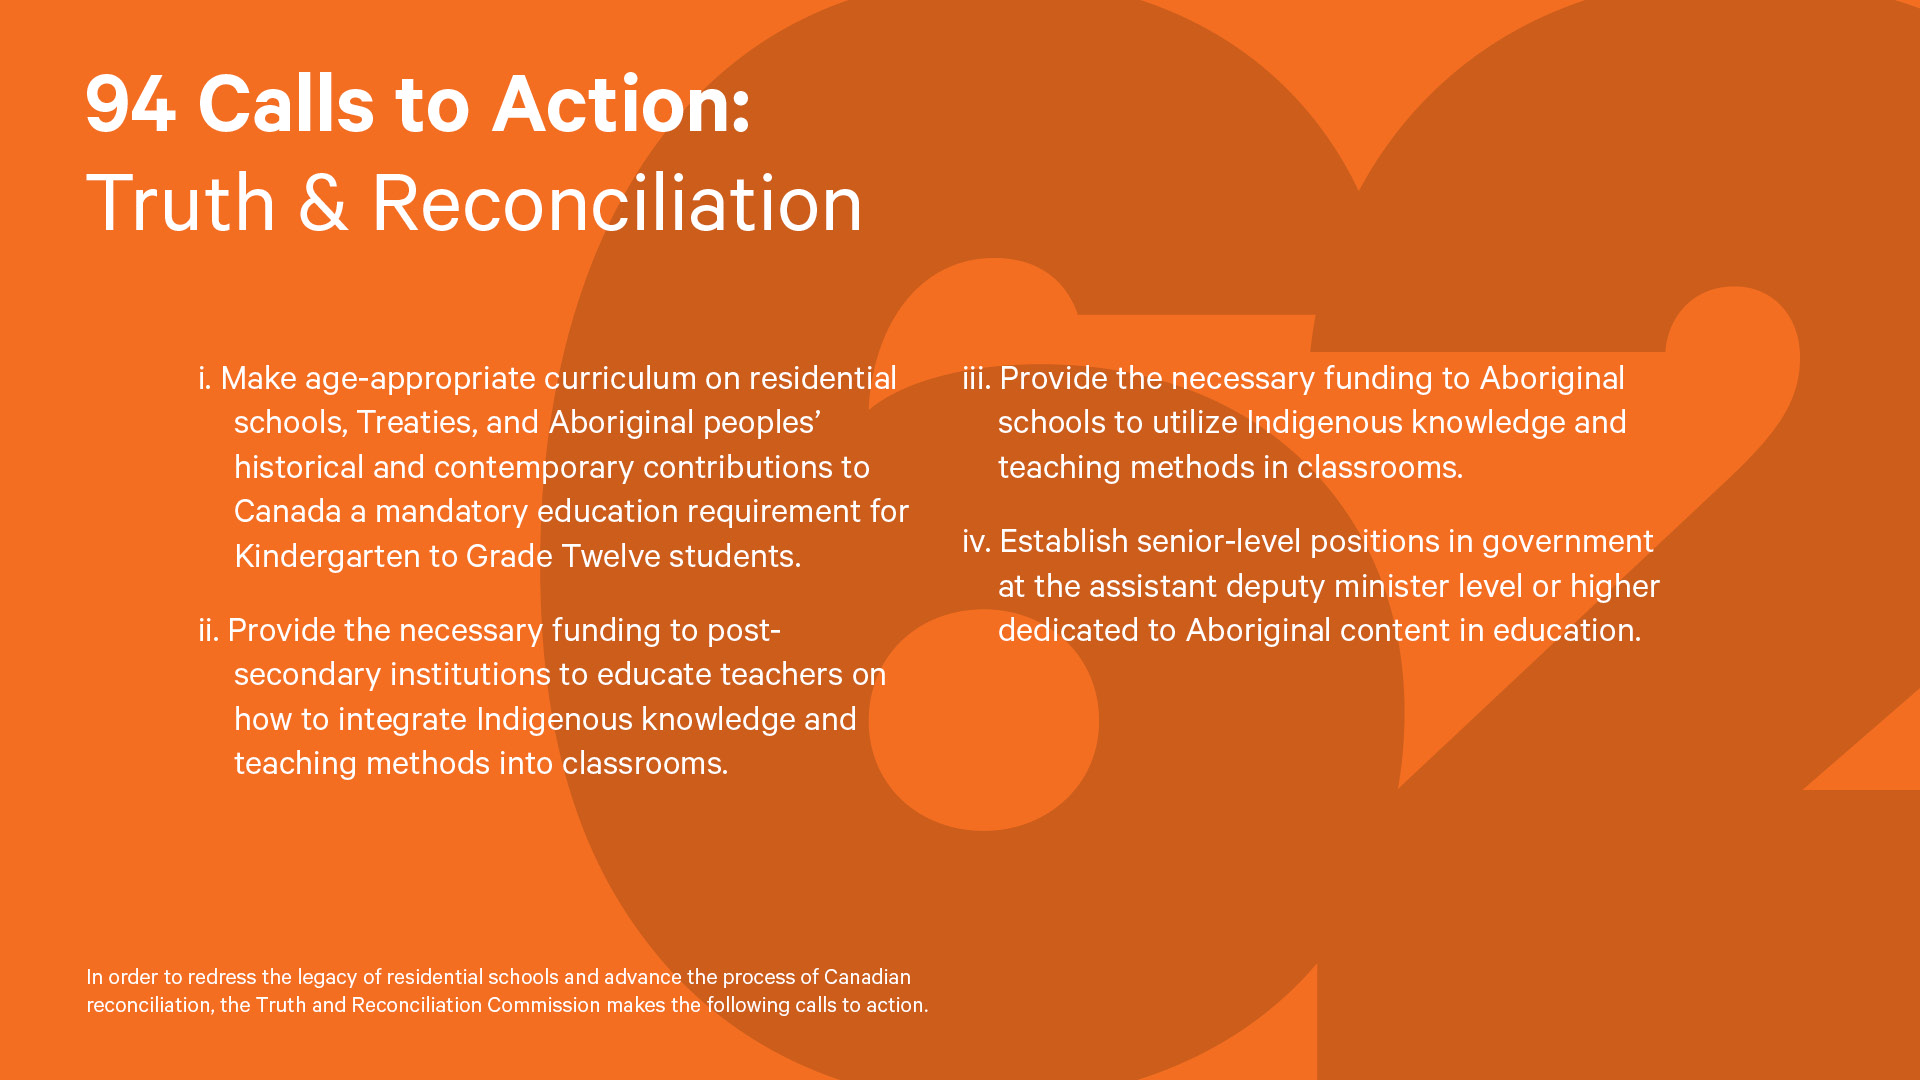 94 Calls to Action:
Truth & Reconciliation
62
i. Make age-appropriate curriculum on residential
schools, Treaties, and Aboriginal peoples’
historical and contemporary contributions to
Canada a mandatory education requirement for
Kindergarten to Grade Twelve students.
ii. Provide the necessary funding to post-
secondary institutions to educate teachers on
how to integrate Indigenous knowledge and
teaching methods into classrooms.
iii. Provide the necessary funding to Aboriginal
schools to utilize Indigenous knowledge and
teaching methods in classrooms.
iv. Establish senior-level positions in government
at the assistant deputy minister level or higher
dedicated to Aboriginal content in education.
In order to redress the legacy of residential schools and advance the process of Canadian
reconciliation, the Truth and Reconciliation Commission makes the following calls to action.